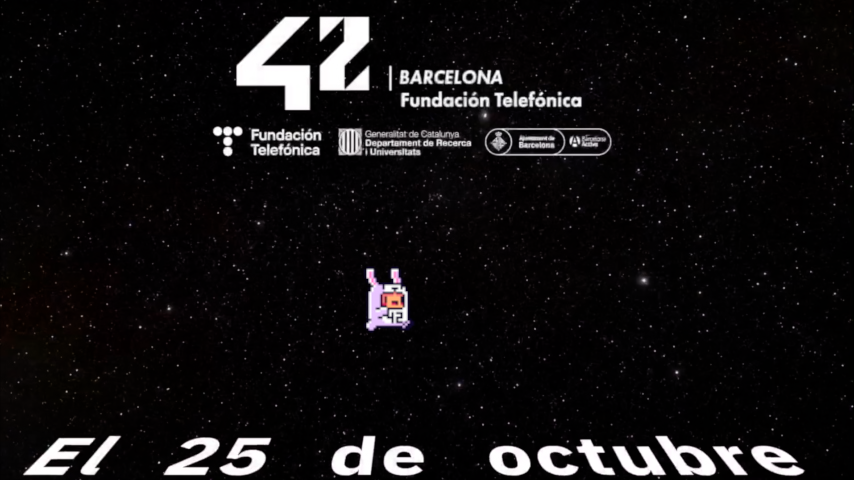 42
BARCELONA
Fundación Telefónica
Fundación
Telefónica
Generalitat de Catalunya
Departament de Recerca
i Universitats
Ajuntament de
Barcelona
Barcelona
Activa
El 25 de octubre